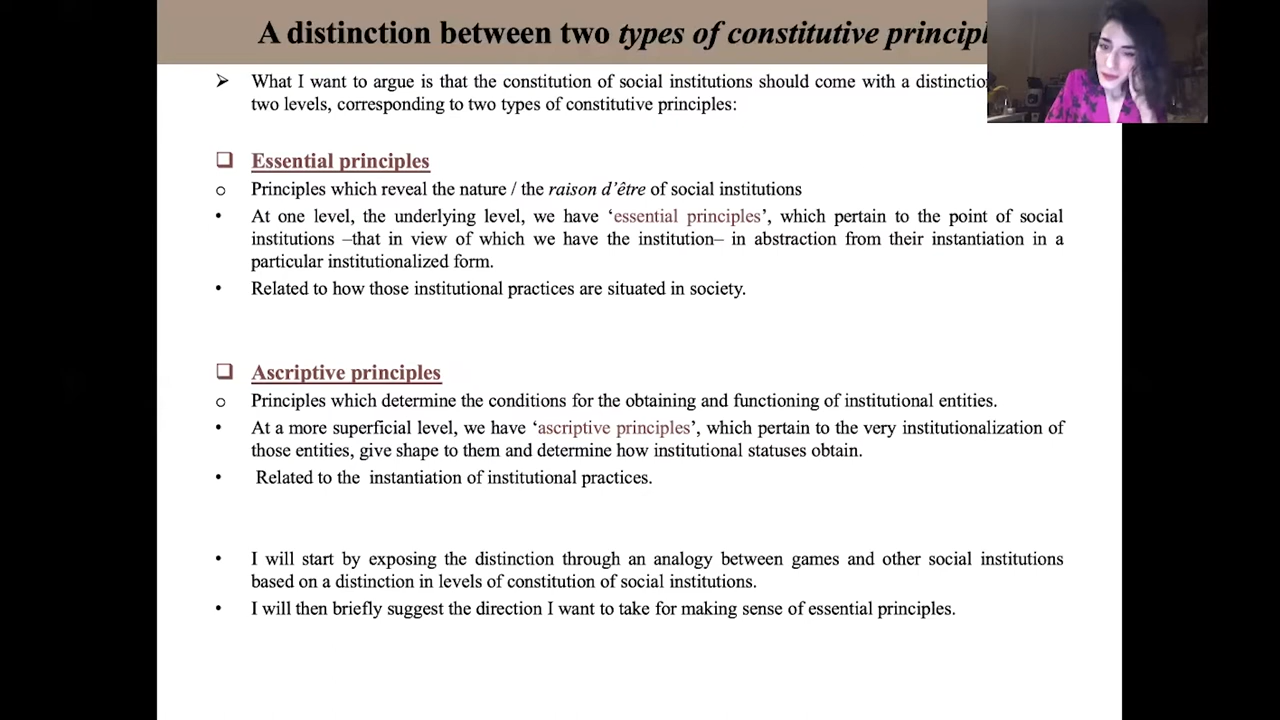 A distinction between two types of constitutive
➤ What I want to argue is that the constitution of social institutions should come with a
two levels, corresponding to two types of constitutive principles:
❑ Essential principles
o Principles which reveal the nature / the raison d’être of social institutions
• At one level, the underlying level, we have ‘essential principles’, which pertain to the point of social
institutions –that in view of which we have the institution– in abstraction from their instantiation in a
particular institutionalized form.
• Related to how those institutional practices are situated in society.
❑ Ascriptive principles
o Principles which determine the conditions for the obtaining and functioning of institutional entities.
• At a more superficial level, we have ‘ascriptive principles’, which pertain to the very institutionalization of
those entities, give shape to them and determine how institutional statuses obtain.
• Related to the instantiation of institutional practices.
• I will start by exposing the distinction through an analogy between games and other social institutions
based on a distinction in levels of constitution of social institutions.
• I will then briefly suggest the direction I want to take for making sense of essential principles.